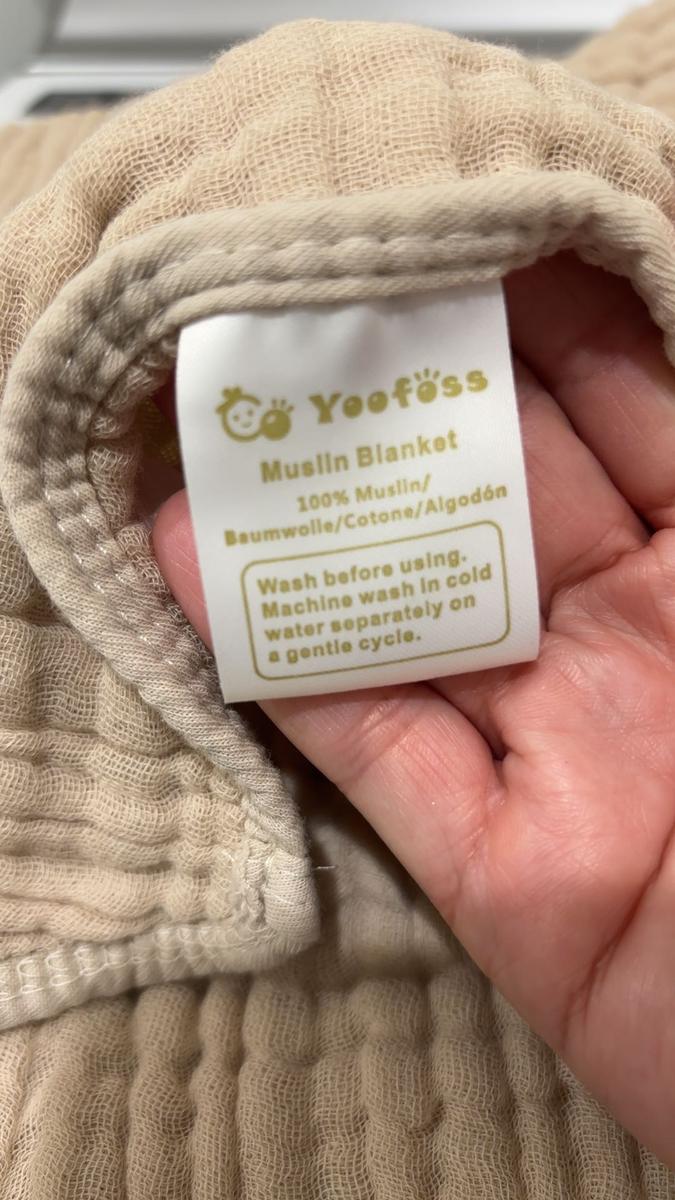 Yoofoss
Muslin Blanket
100% Muslin/
Baumwolle/Cotone/Algodón
Wash before using.
Machine wash in cold
water separately on
a gentle cycle.